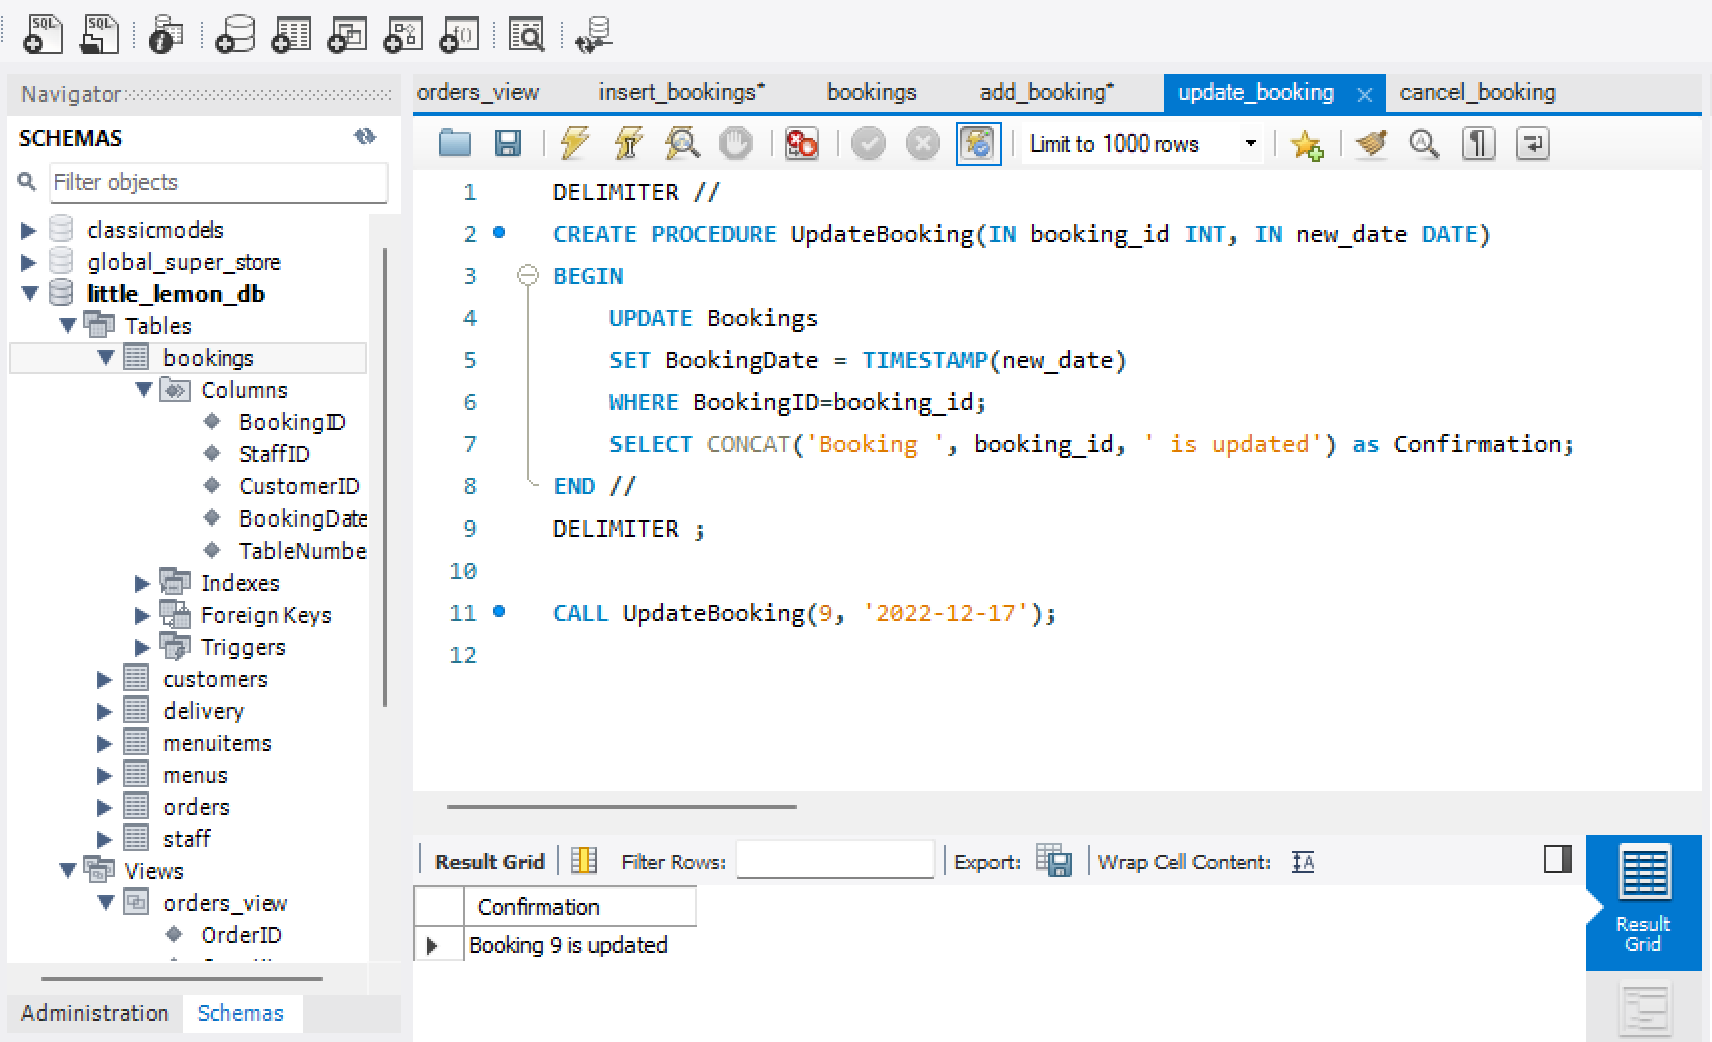 SQL SQL f()
Navigator
SCHEMAS
Filter objects
classicmodels
global_super_store
little_lemon_db
Tables
bookings
Columns
BookingID
StaffID
CustomerID
BookingDate
TableNumbe
Indexes
Foreign Keys
Triggers
customers
delivery
menuitems
menus
orders
staff
Views
orders_view
OrderID
Administration Schemas
orders_view insert_bookings* bookings add_booking* update_booking cancel_booking
Limit to 1000 rows
1 DELIMITER //
2 CREATE PROCEDURE UpdateBooking(IN booking_id INT, IN new_date DATE)
3 BEGIN
4 UPDATE Bookings
5 SET BookingDate = TIMESTAMP(new_date)
6 WHERE BookingID=booking_id;
7 SELECT CONCAT('Booking ', booking_id, ' is updated') as Confirmation;
8 END //
9 DELIMITER ;
10
11 CALL UpdateBooking(9, '2022-12-17');
12
Result Grid Filter Rows: Export: Wrap Cell Content: IA
Confirmation
Booking 9 is updated
Result
Grid